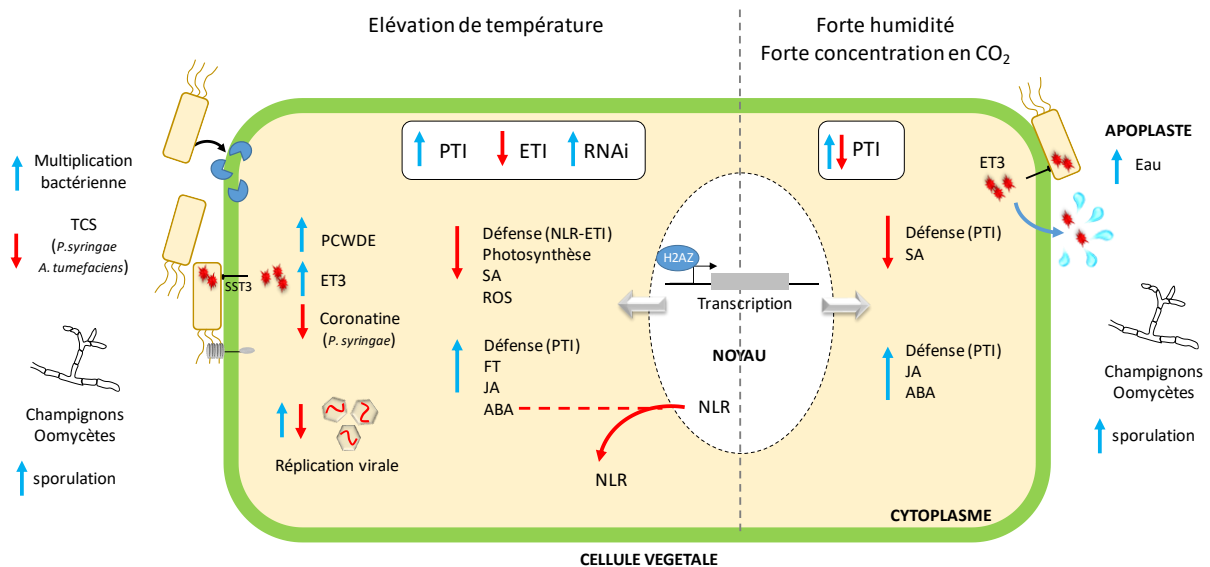 Elévation de température
Forte humidité
Forte concentration en CO₂
Multiplication
bactérienne
TCS
(P.syringae
A. tumefaciens)
Champignons
Oomycètes
sporulation
PTI
ETI
RNAi
PCWDE
ET3
SST3
Coronatine
(P. syringae)
Réplication virale
Défense (NLR-ETI)
Photosynthèse
SA
ROS
Défense (PTI)
FT
JA
ABA
NLR
H2AZ
Transcription
NOYAU
NLR
PTI
Défense (PTI)
SA
Défense (PTI)
JA
ABA
ET3
APOPLASTE
Eau
Champignons
Oomycètes
sporulation
CYTOPLASME
CELLULE VEGETALE